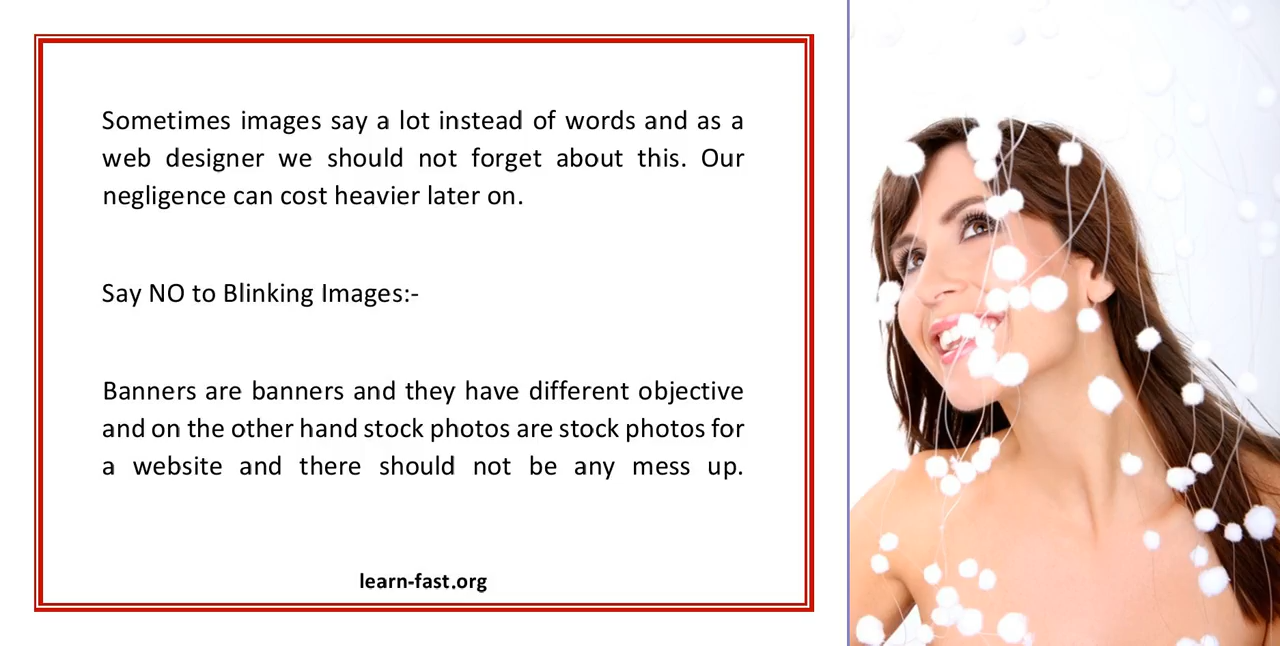 Sometimes images say a lot instead of words and as a
web designer we should not forget about this. Our
negligence can cost heavier later on.
Say NO to Blinking Images:-
Banners are banners and they have different objective
and on the other hand stock photos are stock photos for
a website and there should not be any mess up.
learn-fast.org